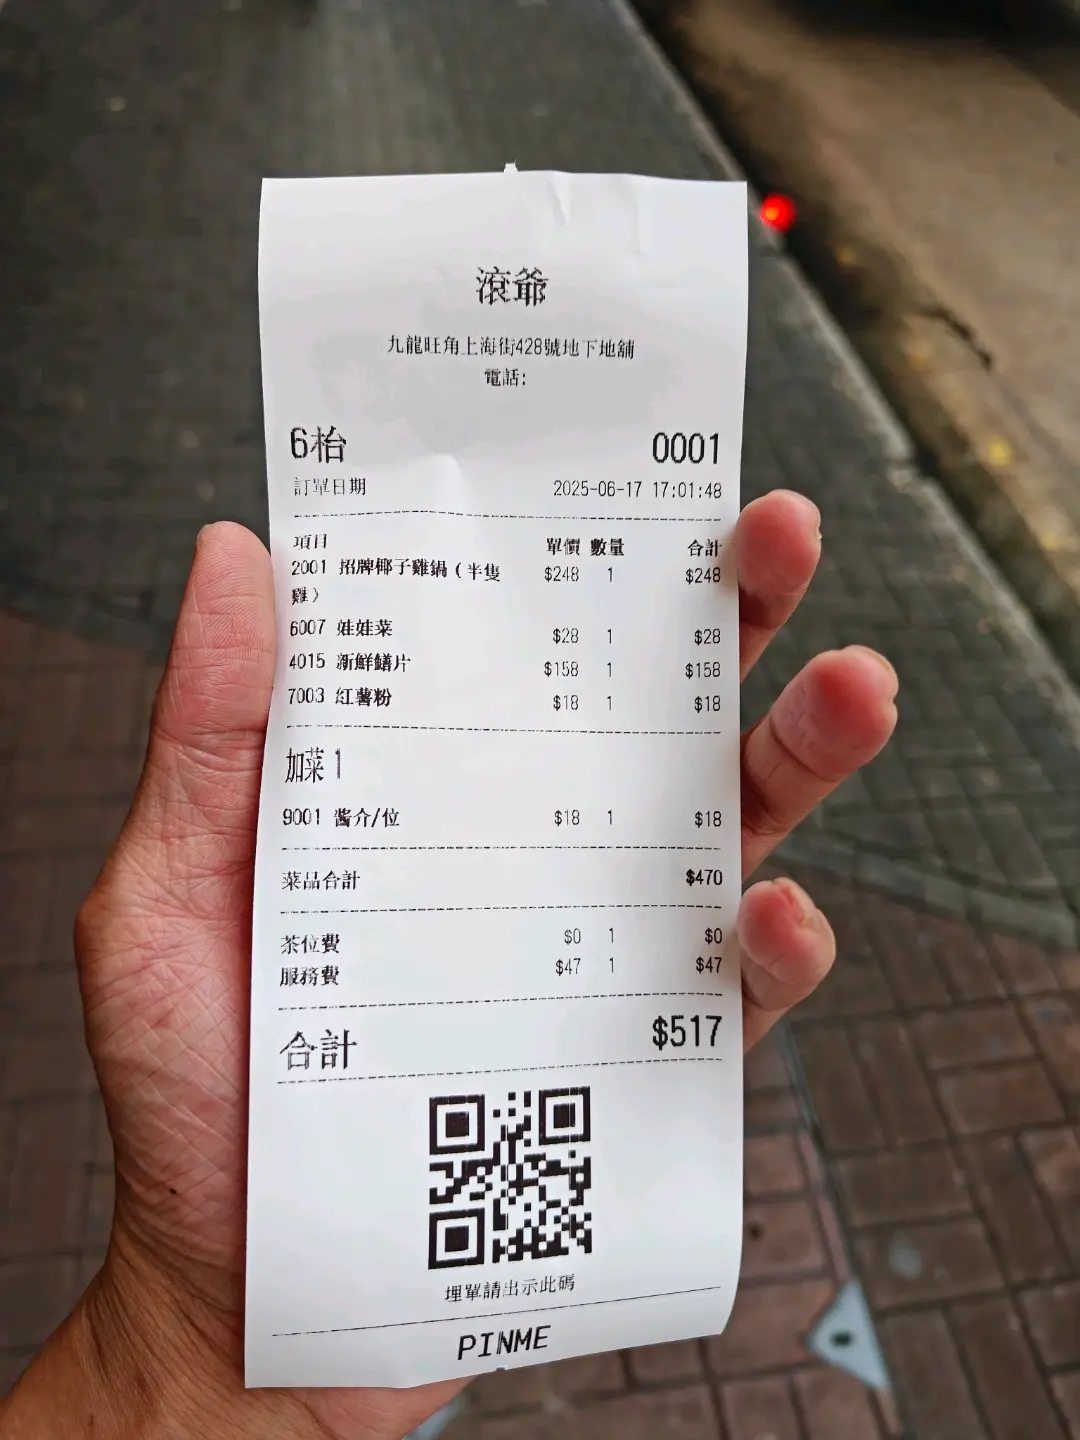 滾爺
九龍旺角上海街428號地下地舖
電話:
6枱 0001
訂單日期 2025-06-17 17:01:48
項目 單價 數量 合計
2001 招牌椰子雞鍋（半隻 $248 1 $248
雞）
6007 娃娃菜 $28 1 $28
4015 新鮮鱔片 $158 1 $158
7003 紅薯粉 $18 1 $18
加菜 1
9001 醬介/位 $18 1 $18
菜品合計 $470
茶位費 $0 1 $0
服務費 $47 1 $47
合計 $517
埋單請出示此碼
PINME